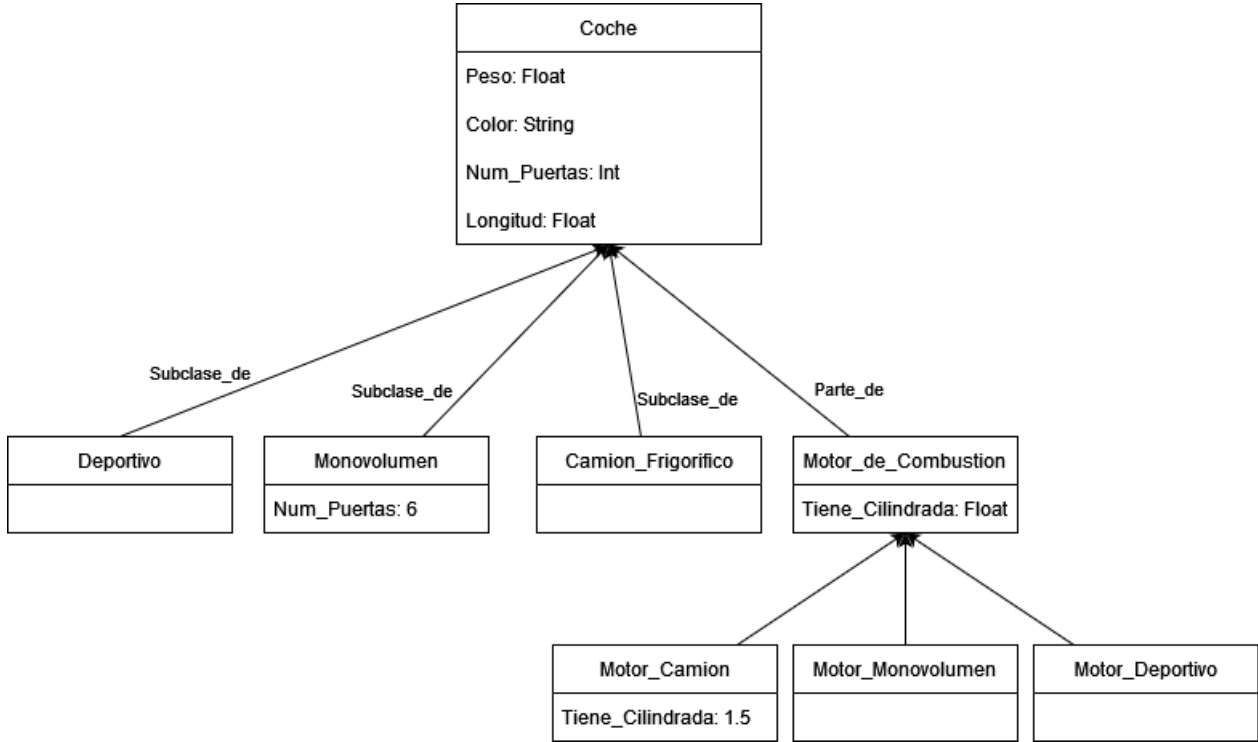 Coche
Peso: Float
Color: String
Num_Puertas: Int
Longitud: Float
Subclase_de
Subclase_de
Subclase_de
Parte_de
Deportivo
Monovolumen
Num_Puertas: 6
Camion_Frigorifico
Motor_de_Combustion
Tiene_Cilindrada: Float
Motor_Camion
Tiene_Cilindrada: 1.5
Motor_Monovolumen
Motor_Deportivo